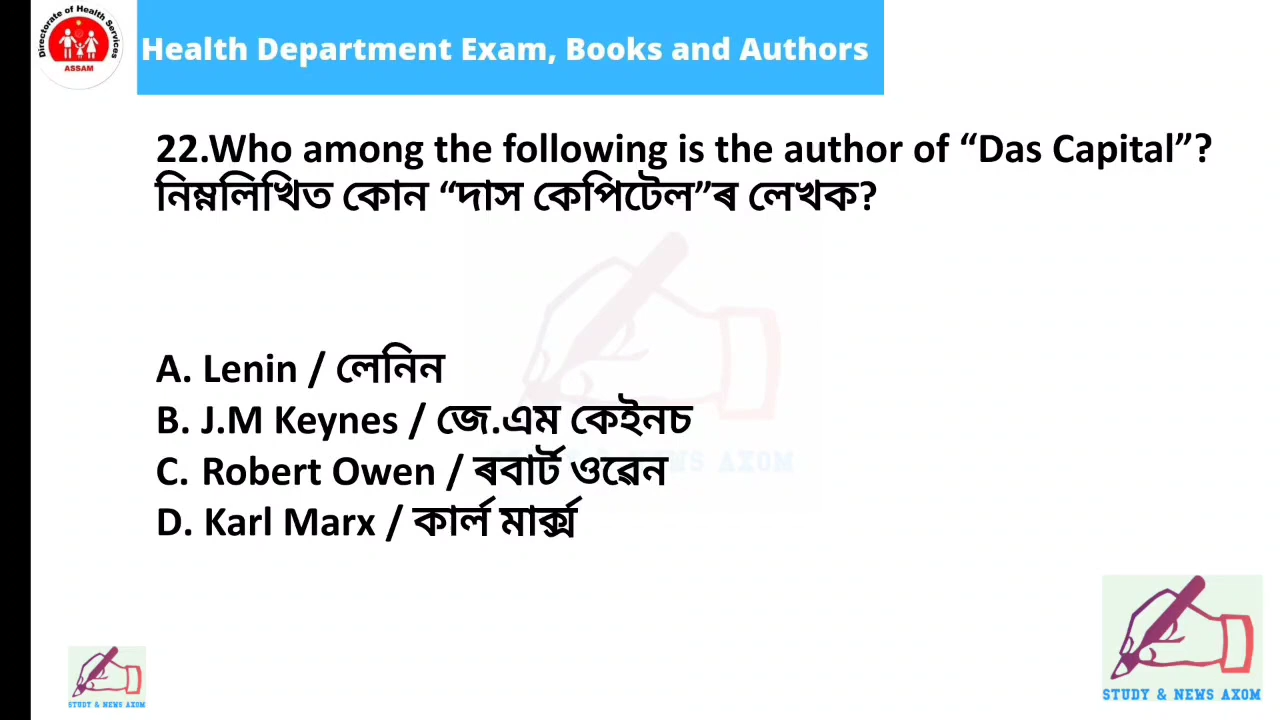 Directorate of Health Services
ASSAM
Health Department Exam, Books and Authors
22.Who among the following is the author of “Das Capital”?
নিম্নলিখিত কোন “দাস কেপিটেল”ৰ লেখক?
A. Lenin / লেনিন
B. J.M Keynes / জে.এম কেইনচ
C. Robert Owen / ৰবাৰ্ট ওৱেন
D. Karl Marx / কাৰ্ল মাৰ্ক্স
NEWS AXOM
STUDY & NEWS AXOM
STUDY & NEWS AXOM